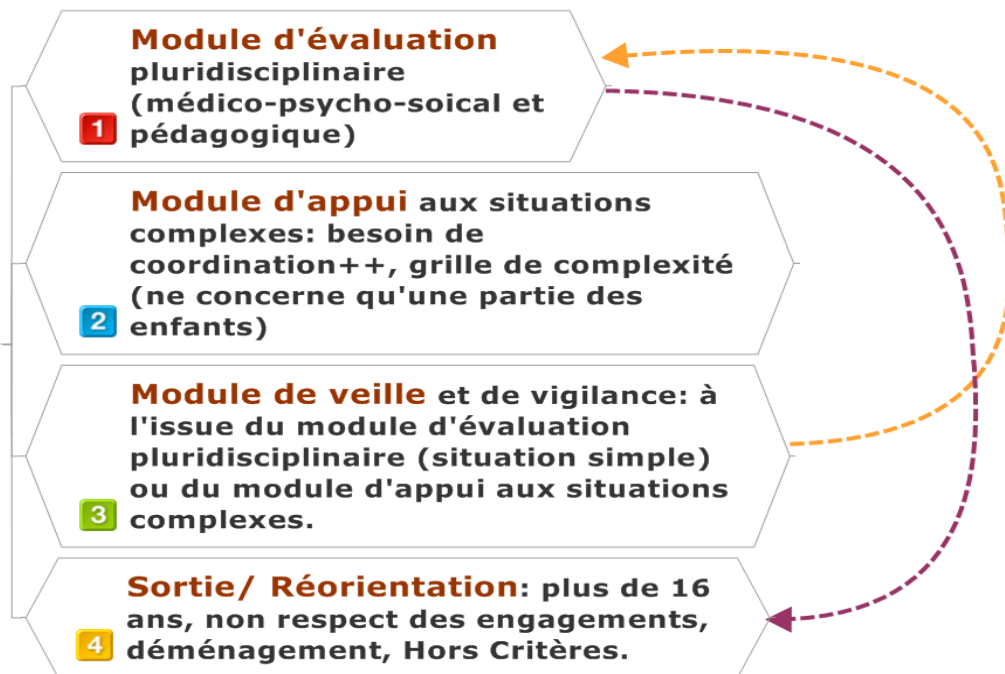 Module d'évaluation
pluridisciplinaire
(médico-psycho-soical et
1 pédagogique)
Module d'appui aux situations
complexes: besoin de
coordination++, grille de complexité
(ne concerne qu'une partie des
2 enfants)
Module de veille et de vigilance: à
l'issue du module d'évaluation
pluridisciplinaire (situation simple)
ou du module d'appui aux situations
3 complexes.
Sortie/ Réorientation: plus de 16
ans, non respect des engagements,
4 déménagement, Hors Critères.